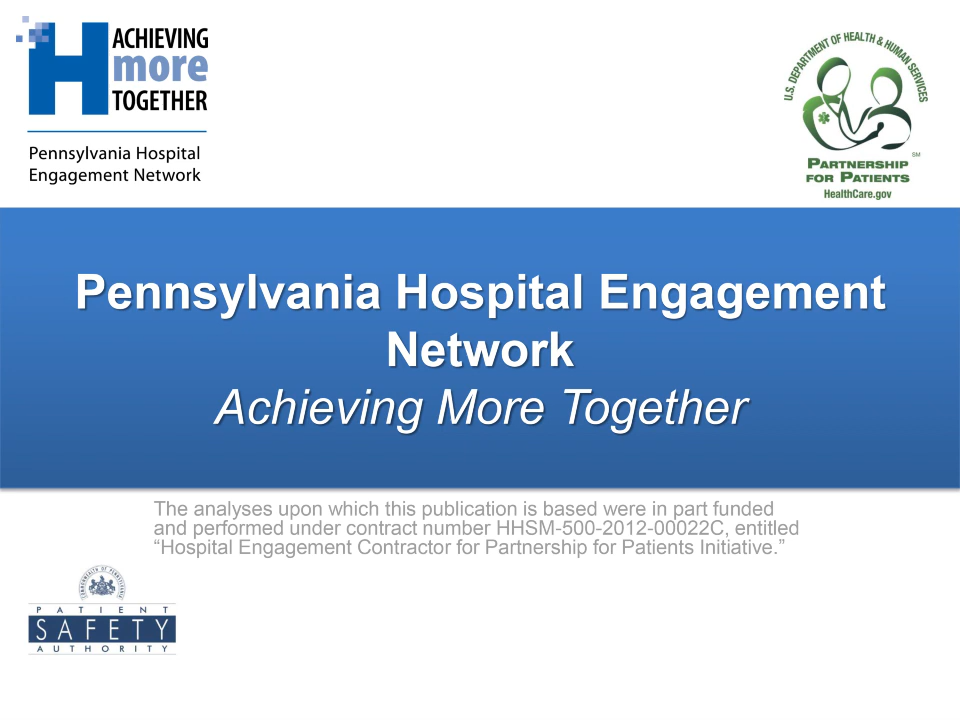 ACHIEVING
more
TOGETHER
Pennsylvania Hospital
Engagement Network
U.S. DEPARTMENT OF HEALTH & HUMAN SERVICES
PARTNERSHIP
FOR PATIENTS
SM
HealthCare.gov
Pennsylvania Hospital Engagement
Network
Achieving More Together
The analyses upon which this publication is based were in part funded
and performed under contract number HHSM-500-2012-00022C, entitled
“Hospital Engagement Contractor for Partnership for Patients Initiative.”
COMMONWEALTH OF PENNSYLVANIA
PATIENT
SAFETY
AUTHORITY